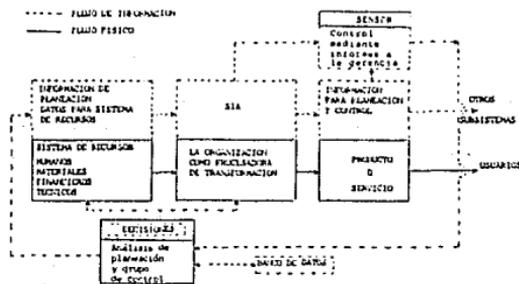 FLUJO DE INFORMACION
FLUJO FISICO
SENSOR
Control
mediante
informes a
la gerencia
INFORMACION DE
PLANEACION
DATOS PARA SISTEMA
DE RECURSOS
SIA
INFORMACION
PARA PLANEACION
Y CONTROL
OTROS
SUBSISTEMAS
SISTEMA DE RECURSOS
HUMANOS
MATERIALES
FINANCIEROS
TECNICOS
LA ORGANIZACION
COMO
DE TRANSFORMACION
PRODUCTO
O
SERVICIO
USUARIOS
DECISIONES
Análisis de
planeación
y grupo
de control
BANCO DE DATOS